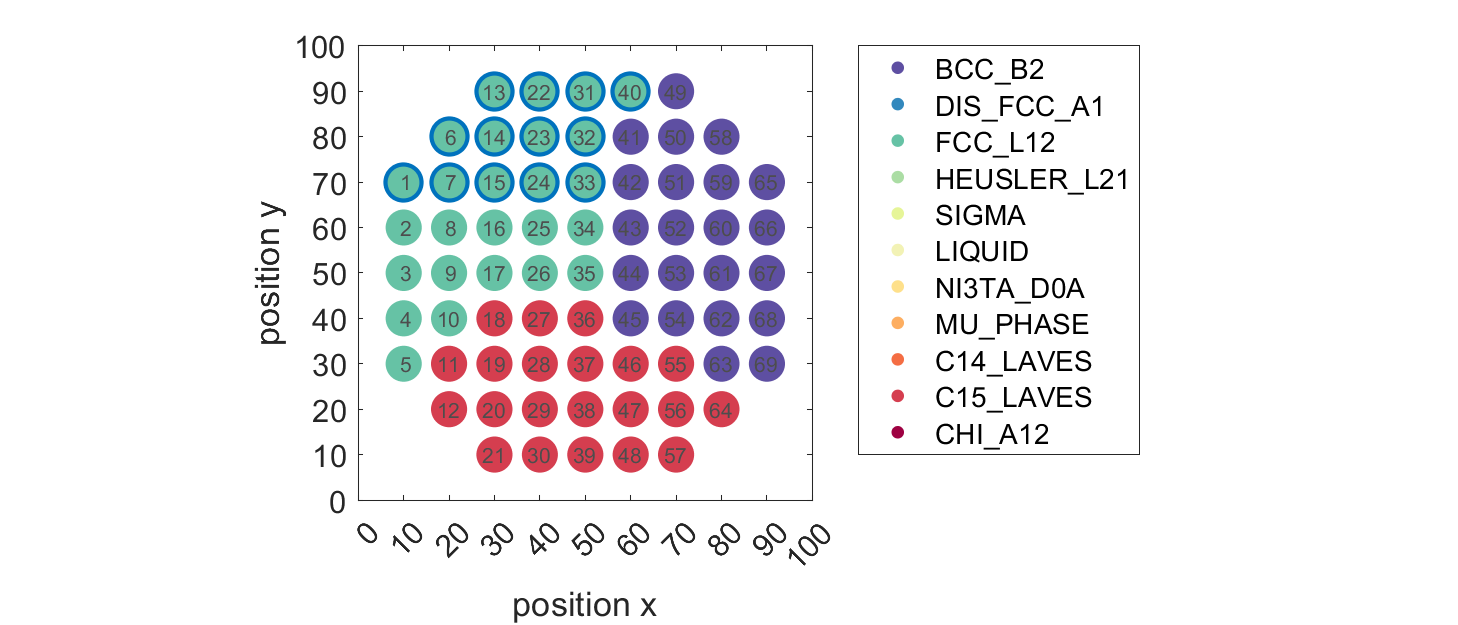 100
90
80
70
60
50
40
30
20
10
0
13 22 31 40 49
6 14 23 32 41 50 58
1 7 15 24 33 42 51 59 65
2 8 16 25 34 43 52 60 66
3 9 17 26 35 44 53 61 67
4 10 18 27 36 45 54 62 68
5 11 19 28 37 46 55 63 69
12 20 29 38 47 56 64
21 30 39 48 57
0 10 20 30 40 50 60 70 80 90 100
position x
position y
BCC_B2
DIS_FCC_A1
FCC_L12
HEUSLER_L21
SIGMA
LIQUID
NI3TA_D0A
MU_PHASE
C14_LAVES
C15_LAVES
CHI_A12